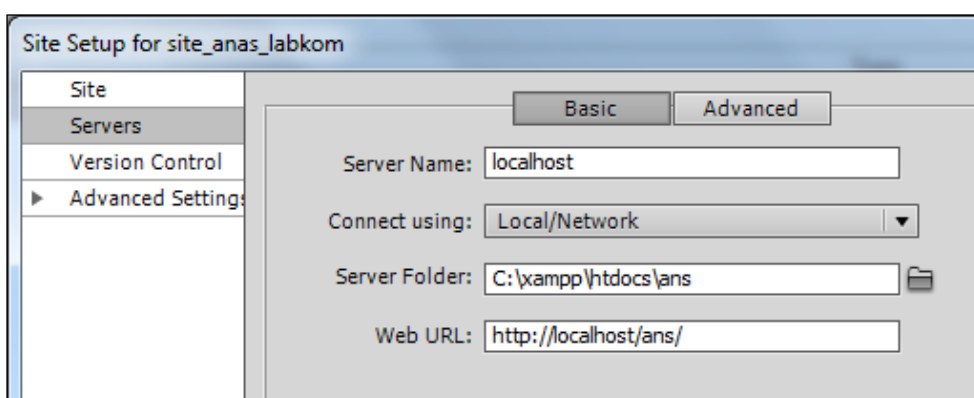 Site Setup for site_anas_labkom
Site
Servers
Version Control
Advanced Settings
Basic Advanced
Server Name: localhost
Connect using: Local/Network
Server Folder: C:\xampp\htdocs\ans
Web URL: http://localhost/ans/